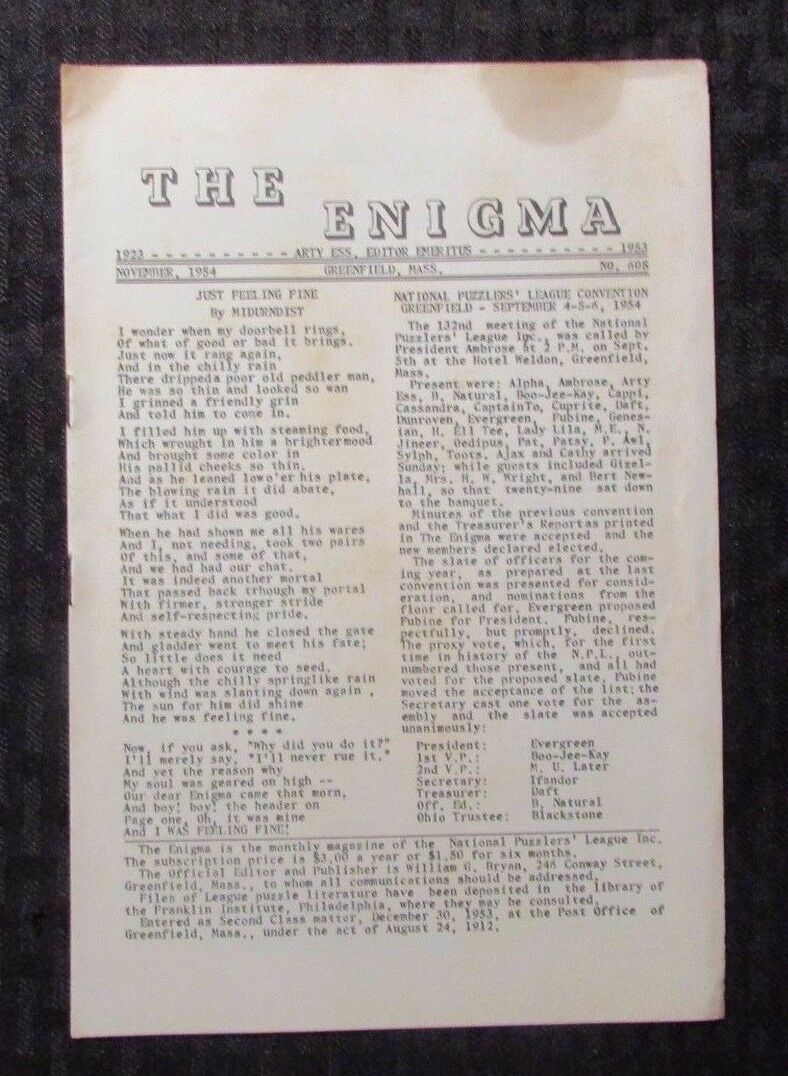 THE
ENIGMA
1923 - - - - - - - - - - ARTY ESS, EDITOR EMERITUS - - - - - - - - - - 1953
NOVEMBER, 1954 GREENFIELD, MASS. NO. 608
JUST FEELING FINE
By MIDURNDIST
I wonder when my doorbell rings,
Of what of good or bad it brings.
Just now it rang again,
And in the chilly rain
There drippeda poor old peddler man,
He was so thin and looked so wan
I grinned a friendly grin
And told him to come in.
I filled him up with steaming food,
Which wrought in him a brightermood
And brought some color in
His pallid cheeks so thin.
And as he leaned lowo'er his plate,
The blowing rain it did abate,
As if it understood
That what I did was good.
When he had shown me all his wares
And I, not needing, took two pairs
Of this, and some of that,
And we had had our chat.
It was indeed another mortal
That passed back trhough my portal
With firmer, stronger stride
And self-respecting pride.
With steady hand he closed the gate
And gladder went to meet his fate;
So little does it need
A heart with courage to seed.
Although the chilly springlike rain
With wind was slanting down again ,
The sun for him did shine
And he was feeling fine.
* * * *
Now, if you ask, "Why did you do it?"
I'll merely say, "I'll never rue it."
And yet the reason why
My soul was geared on high --
Our dear Enigma came that morn,
And boy! boy! the header on
Page one, Oh, it was mine
And I WAS FEELING FINE!
NATIONAL PUZZLERS' LEAGUE CONVENTION
GREENFIELD - SEPTEMBER 4-5-6, 1954
The 132nd meeting of the National
Puzzlers' League Inc., was called by
President Ambrose at 2 P.M. on Sept.
5th at the Hotel Weldon, Greenfield,
Mass.
Present were: Alpha, Ambrose, Arty
Ess, B. Natural, Boo-Jee-Kay, Cappi,
Cassandra, CaptainTo, Cuprite, Daft,
Dunroven, Evergreen, Fubine, Genes-
ian, H. Ell Tee, Lady Lila, M.E., N.
Jineer, Oedipus, Pat, Patsy, P. Awl,
Sylph, Toots. Ajax and Cathy arrived
Sunday; while guests included Gizel-
la, Mrs. H. W. Wright, and Bert New-
hall, so that twenty-nine sat down
to the banquet.
Minutes of the previous convention
and the Treasurer's Reportas printed
in The Enigma were accepted and the
new members declared elected.
The slate of officers for the com-
ing year, as prepared at the last
convention was presented for consid-
eration, and nominations from the
floor called for. Evergreen proposed
Fubine for President. Fubine, res-
pectfully, but promptly, declined.
The proxy vote, which, for the first
time in history of the N.P.L. out-
numbered those present, and all had
voted for the proposed slate, Fubine
moved the acceptance of the list; the
Secretary cast one vote for the as-
embly and the slate was accepted
unanimously:
President: Evergreen
1st V.P.: Boo-Jee-Kay
2nd V.P.: M. U. Later
Secretary: Ifandor
Treasurer: Daft
Off. Ed.: B. Natural
Ohio Trustee: Blackstone
The Enigma is the monthly magazine of the National Puzzlers' League Inc.
The subscription price is $3.00 a year or $1.50 for six months.
The Official Editor and Publisher is William G. Bryan, 246 Conway Street,
Greenfield, Mass., to whom all communications should be addressed.
Files of League puzzle literature have been deposited in the library of
the Franklin Institute, Philadelphia, where they may be consulted.
Entered as Second Class matter, December 30, 1953, at the Post Office of
Greenfield, Mass., under the act of August 24, 1912.